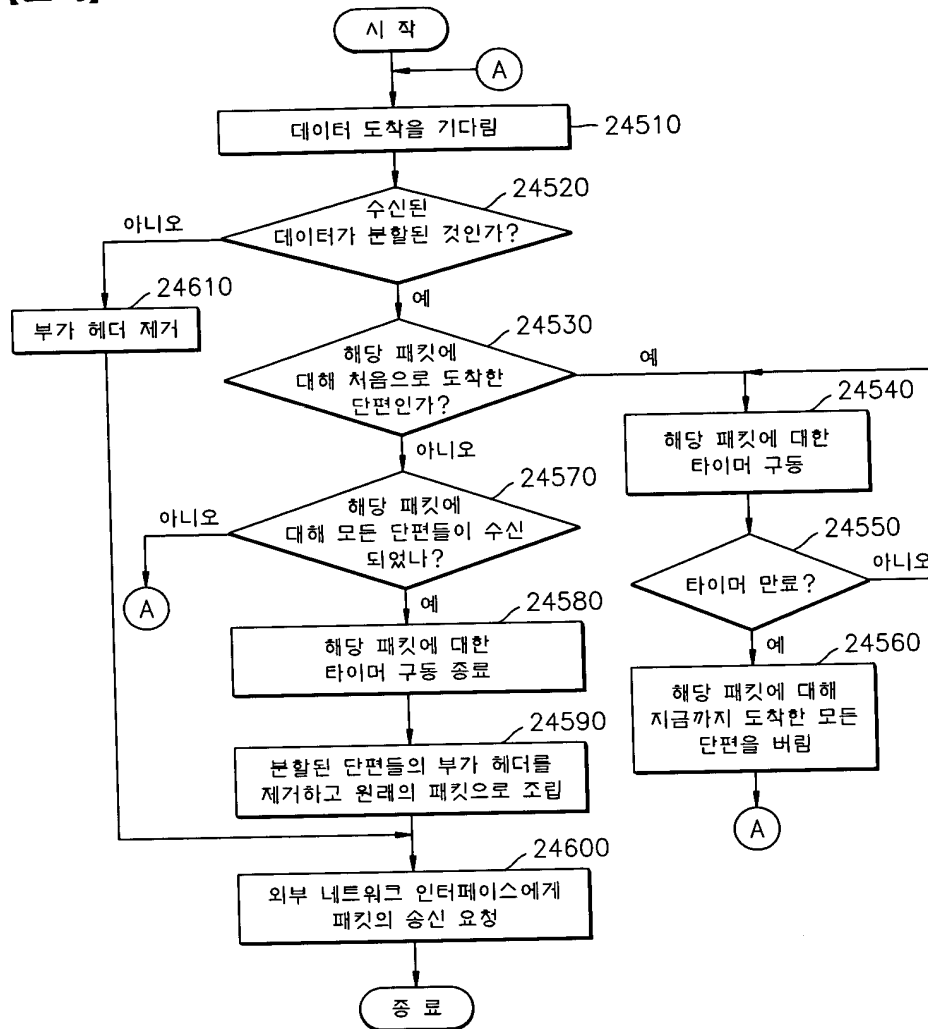 시 작
A
데이터 도착을 기다림
24510
24520
수신된
데이터가 분할된 것인가?
아니오
예
24610
부가 헤더 제거
24530
해당 패킷에
대해 처음으로 도착한
단편인가?
예
아니오
24540
해당 패킷에 대한
타이머 구동
24550
타이머 만료?
아니오
예
24560
해당 패킷에 대해
지금까지 도착한 모든
단편을 버림
A
24570
해당 패킷에
대해 모든 단편들이 수신
되었나?
아니오
A
예
24580
해당 패킷에 대한
타이머 구동 종료
24590
분할된 단편들의 부가 헤더를
제거하고 원래의 패킷으로 조립
24600
외부 네트워크 인터페이스에게
패킷의 송신 요청
종 료